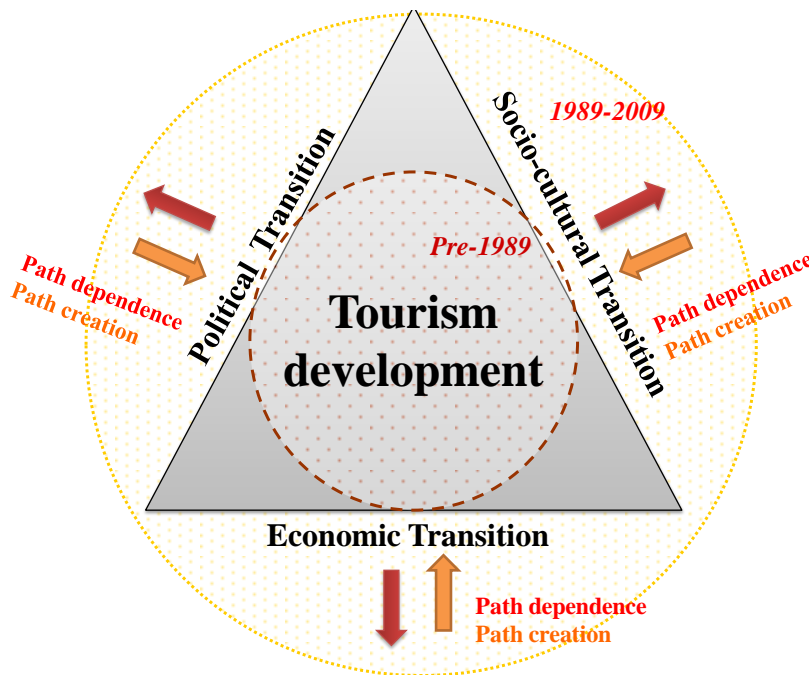 1989-2009
Political Transition
Socio-cultural Transition
Pre-1989
Path dependence
Path creation
Tourism
development
Path dependence
Path creation
Economic Transition
Path dependence
Path creation